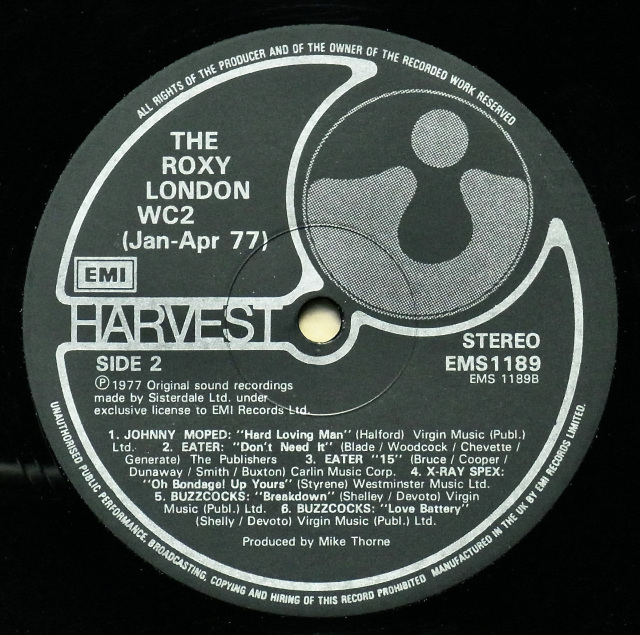 ALL RIGHTS OF THE PRODUCER AND OF THE OWNER OF THE RECORDED WORK RESERVED
THE
ROXY
LONDON
WC2
(Jan-Apr 77)
EMI
HARVEST
STEREO
SIDE 2
EMS1189
EMS 1189B
Ⓟ1977 Original sound recordings
made by Sisterdale Ltd. under
exclusive license to EMI Records Ltd.
1. JOHNNY MOPED: "Hard Loving Man" (Halford) Virgin Music (Publ.)
Ltd. 2. EATER: "Don't Need It" (Blade / Woodcock / Chevette /
Generate) The Publishers 3. EATER "15" (Bruce / Cooper /
Dunaway / Smith / Buxton) Carlin Music Corp. 4. X-RAY SPEX:
"Oh Bondage! Up Yours" (Styrene) Westminster Music Ltd.
5. BUZZCOCKS: "Breakdown" (Shelley / Devoto) Virgin
Music (Publ.) Ltd. 6. BUZZCOCKS: "Love Battery"
(Shelly / Devoto) Virgin Music (Publ.) Ltd.
Produced by Mike Thorne
UNAUTHORISED PUBLIC PERFORMANCE, BROADCASTING, COPYING AND HIRING OF THIS RECORD PROHIBITED MANUFACTURED IN THE UK BY EMI RECORDS LIMITED.